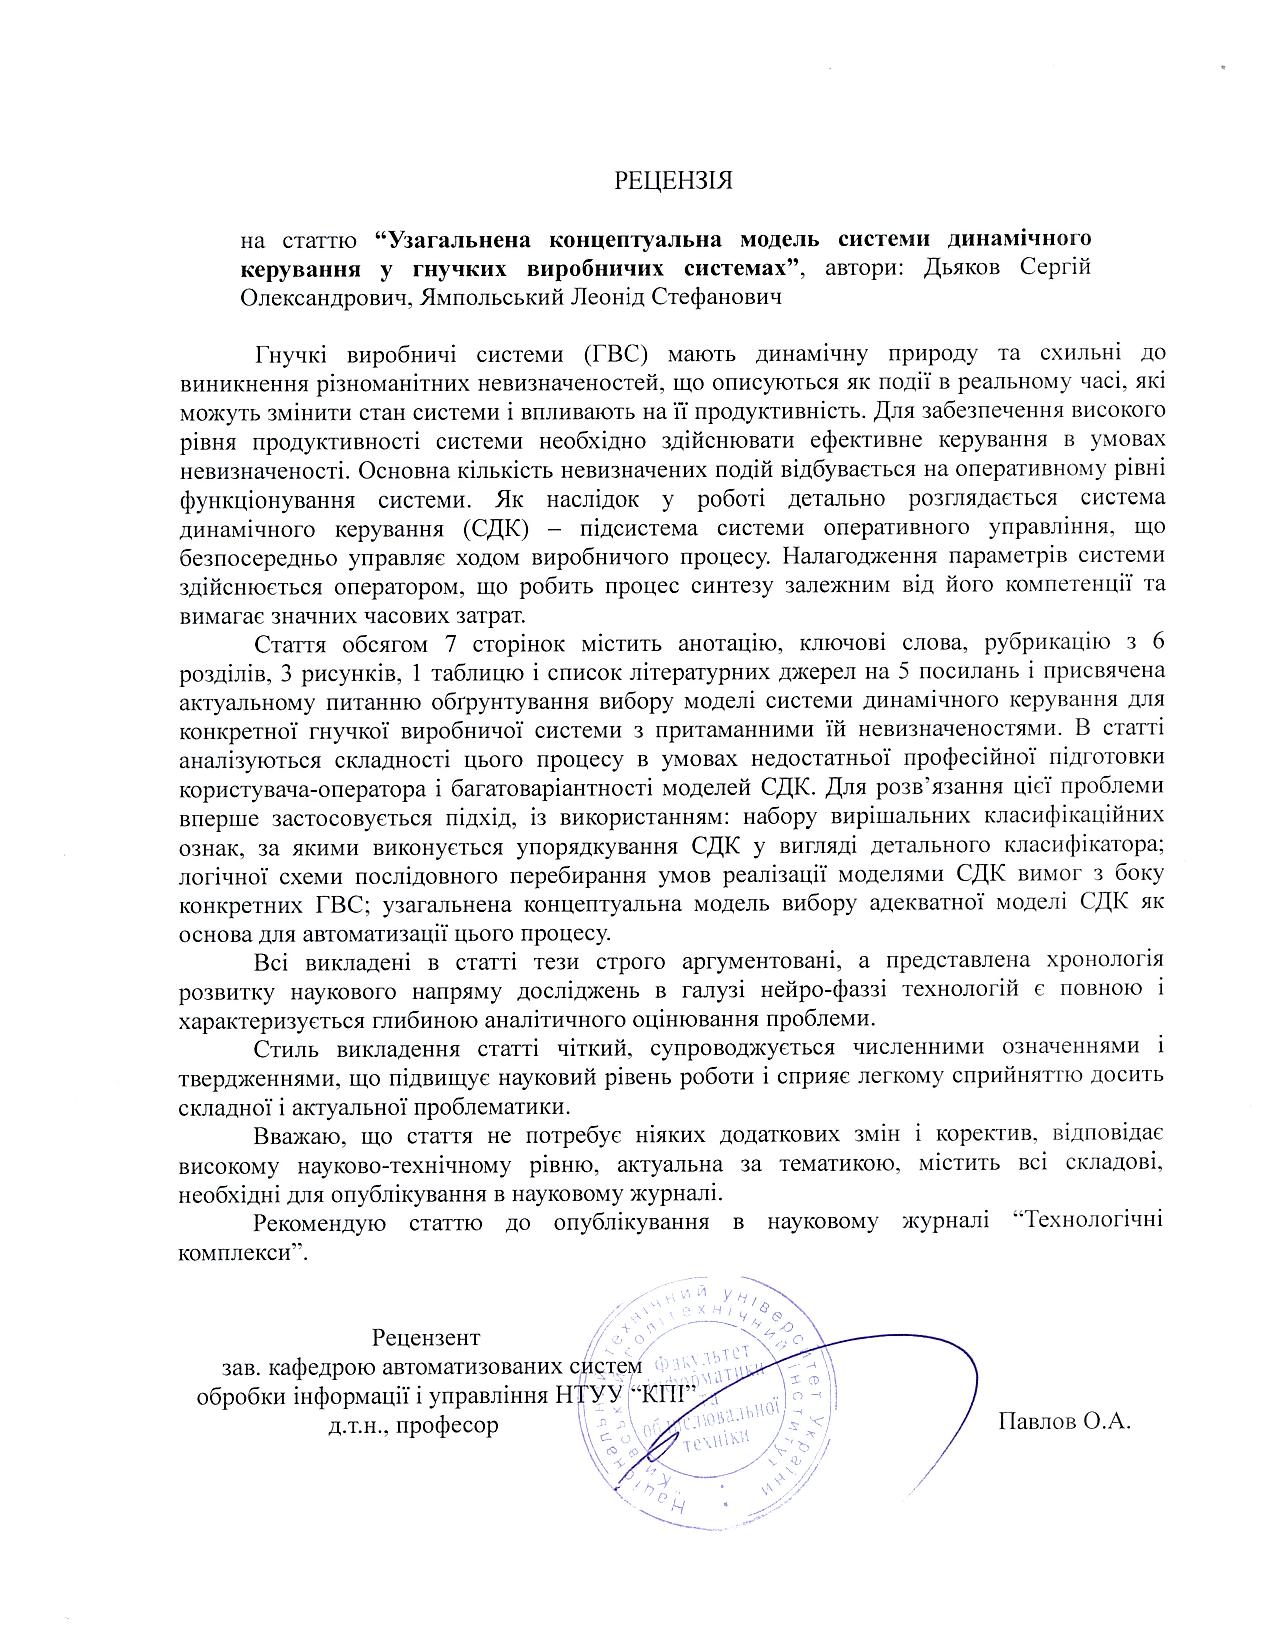 РЕЦЕНЗІЯ
на статтю “Узагальнена концептуальна модель системи динамічного
керування у гнучких виробничих системах”, автори: Дьяков Сергій
Олександрович, Ямпольський Леонід Стефанович
Гнучкі виробничі системи (ГВС) мають динамічну природу та схильні до
виникнення різноманітних невизначеностей, що описуються як події в реальному часі, які
можуть змінити стан системи і впливають на її продуктивність. Для забезпечення високого
рівня продуктивності системи необхідно здійснювати ефективне керування в умовах
невизначеності. Основна кількість невизначених подій відбувається на оперативному рівні
функціонування системи. Як наслідок у роботі детально розглядається система
динамічного керування (СДК) – підсистема системи оперативного управління, що
безпосередньо управляє ходом виробничого процесу. Налагодження параметрів системи
здійснюється оператором, що робить процес синтезу залежним від його компетенції та
вимагає значних часових затрат.
Стаття обсягом 7 сторінок містить анотацію, ключові слова, рубрикацію з 6
розділів, 3 рисунків, 1 таблицю і список літературних джерел на 5 посилань і присвячена
актуальному питанню обґрунтування вибору моделі системи динамічного керування для
конкретної гнучкої виробничої системи з притаманними їй невизначеностями. В статті
аналізуються складності цього процесу в умовах недостатньої професійної підготовки
користувача-оператора і багатоваріантності моделей СДК. Для розв’язання цієї проблеми
вперше застосовується підхід, із використанням: набору вирішальних класифікаційних
ознак, за якими виконується упорядкування СДК у вигляді детального класифікатора;
логічної схеми послідовного перебирання умов реалізації моделями СДК вимог з боку
конкретних ГВС; узагальнена концептуальна модель вибору адекватної моделі СДК як
основа для автоматизації цього процесу.
Всі викладені в статті тези строго аргументовані, а представлена хронологія
розвитку наукового напряму досліджень в галузі нейро-фаззі технологій є повною і
характеризується глибиною аналітичного оцінювання проблеми.
Стиль викладення статті чіткий, супроводжується численними означеннями і
твердженнями, що підвищує науковий рівень роботи і сприяє легкому сприйняттю досить
складної і актуальної проблематики.
Вважаю, що стаття не потребує ніяких додаткових змін і коректив, відповідає
високому науково-технічному рівню, актуальна за тематикою, містить всі складові,
необхідні для опублікування в науковому журналі.
Рекомендую статтю до опублікування в науковому журналі “Технологічні
комплекси”.
Рецензент
зав. кафедрою автоматизованих систем
обробки інформації і управління НТУУ “КПІ”
д.т.н., професор
Павлов О.А.
Національний технічний університет України
Київський політехнічний інститут
факультет
інформатики
та
обчислювальної
техніки